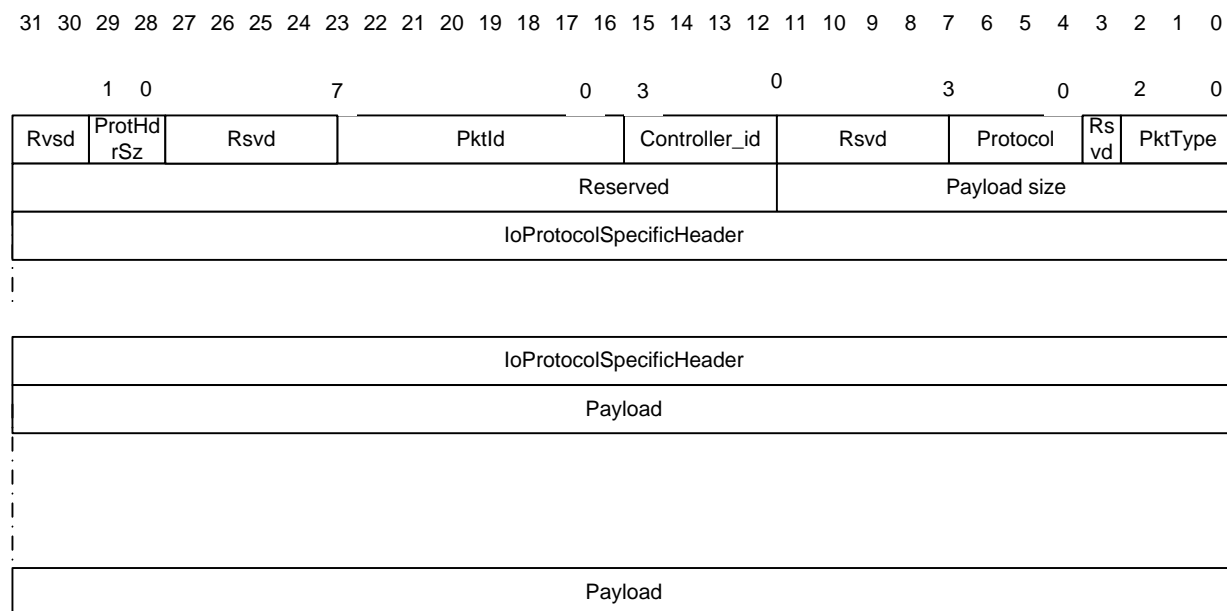 31 30 29 28 27 26 25 24 23 22 21 20 19 18 17 16 15 14 13 12 11 10 9 8 7 6 5 4 3 2 1 0
1 0 7 0 3 0 3 0 2 0
Rvsd ProtHd Rsvd PktId Controller_id Rsvd Protocol Rs PktType
rSz vd
Reserved Payload size
IoProtocolSpecificHeader
IoProtocolSpecificHeader
Payload
Payload